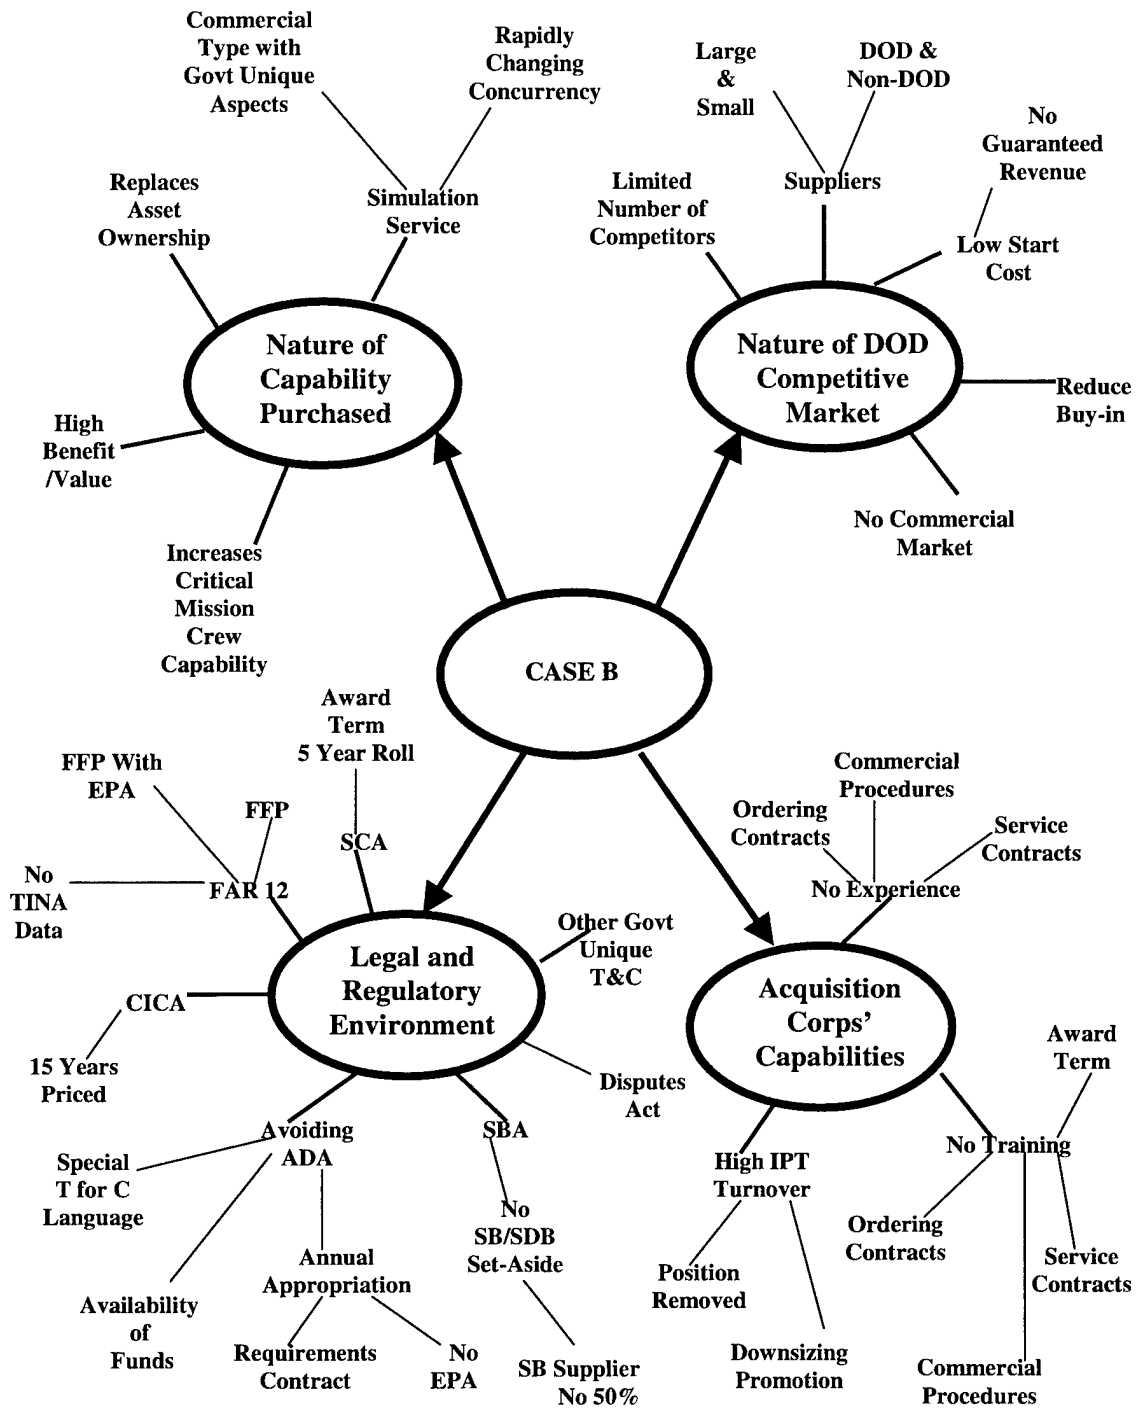 Commercial
Type with
Govt Unique
Aspects
Rapidly
Changing
Concurrency
Large
&
Small
DOD &
Non-DOD
No
Guaranteed
Revenue
Replaces
Asset
Ownership
Simulation
Service
Limited
Number of
Competitors
Suppliers
Low Start
Cost
Nature of
Capability
Purchased
Nature of DOD
Competitive
Market
Reduce
Buy-in
High
Benefit
/Value
No Commercial
Market
Increases
Critical
Mission
Crew
Capability
CASE B
Award
Term
5 Year Roll
FFP With
EPA
FFP
SCA
No
TINA
Data
FAR 12
Commercial
Procedures
Ordering
Contracts
Service
Contracts
No Experience
Other Govt
Unique
T&C
Legal and
Regulatory
Environment
CICA
15 Years
Priced
Acquisition
Corps'
Capabilities
Award
Term
Disputes
Act
Avoiding
ADA
SBA
Special
T for C
Language
High IPT
Turnover
No Training
No
SB/SDB
Set-Aside
Ordering
Contracts
Service
Contracts
Annual
Appropriation
Position
Removed
Availability
of
Funds
Requirements
Contract
No
EPA
SB Supplier
No 50%
Downsizing
Promotion
Commercial
Procedures